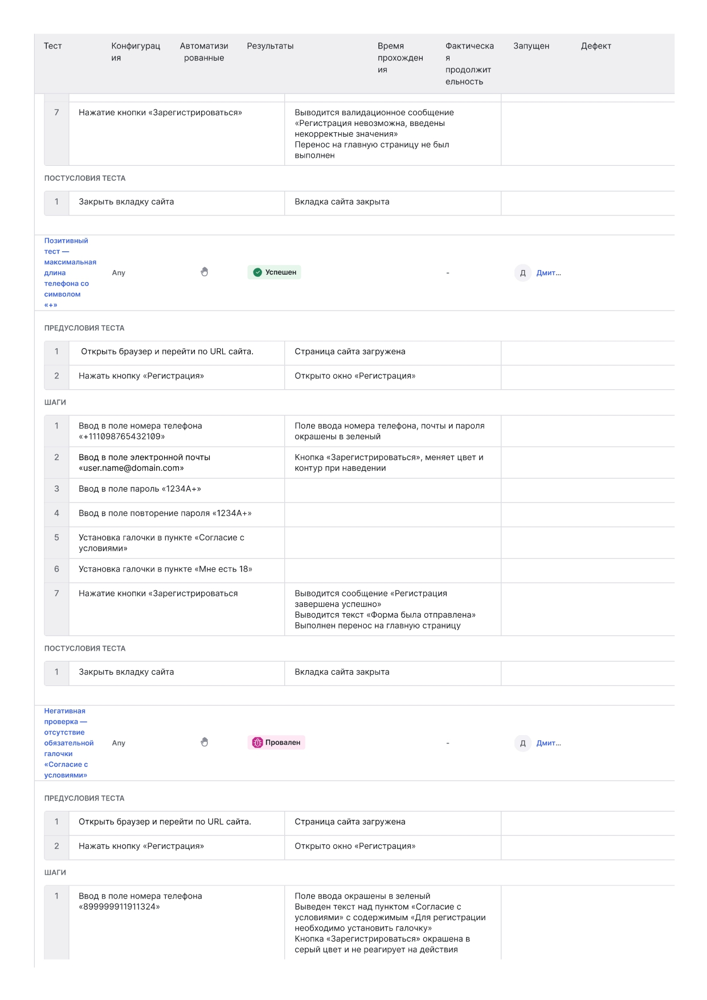 Тест
Конфигурац
ия
Автоматизи
рованные
Результаты
Время
прохожден
ия
Фактическа
я
продолжит
ельность
Запущен
Дефект
7
Нажатие кнопки «Зарегистрироваться»
Выводится валидационное сообщение
«Регистрация невозможна, введены
некорректные значения»
Перенос на главную страницу не был
выполнен
ПОСТУСЛОВИЯ ТЕСТА
1
Закрыть вкладку сайта
Вкладка сайта закрыта
Позитивный
тест —
максимальная
длина
телефона со
символом
«+»
Any
Успешен
-
Д
Дмит...
ПРЕДУСЛОВИЯ ТЕСТА
1
Открыть браузер и перейти по URL сайта.
Страница сайта загружена
2
Нажать кнопку «Регистрация»
Открыто окно «Регистрация»
ШАГИ
1
Ввод в поле номера телефона
«+111098765432109»
Поле ввода номера телефона, почты и пароля
окрашены в зеленый
2
Ввод в поле электронной почты
«user.name@domain.com»
Кнопка «Зарегистрироваться», меняет цвет и
контур при наведении
3
Ввод в поле пароль «1234A+»
4
Ввод в поле повторение пароля «1234A+»
5
Установка галочки в пункте «Согласие с
условиями»
6
Установка галочки в пункте «Мне есть 18»
7
Нажатие кнопки «Зарегистрироваться
Выводится сообщение «Регистрация
завершена успешно»
Выводится текст «Форма была отправлена»
Выполнен перенос на главную страницу
ПОСТУСЛОВИЯ ТЕСТА
1
Закрыть вкладку сайта
Вкладка сайта закрыта
Негативная
проверка —
отсутствие
обязательной
галочки
«Согласие с
условиями»
Any
Провален
-
Д
Дмит...
ПРЕДУСЛОВИЯ ТЕСТА
1
Открыть браузер и перейти по URL сайта.
Страница сайта загружена
2
Нажать кнопку «Регистрация»
Открыто окно «Регистрация»
ШАГИ
1
Ввод в поле номера телефона
«899999911911324»
Поле ввода окрашены в зеленый
Выведен текст над пунктом «Согласие с
условиями» с содержимым «Для регистрации
необходимо установить галочку»
Кнопка «Зарегистрироваться» окрашена в
серый цвет и не реагирует на действия